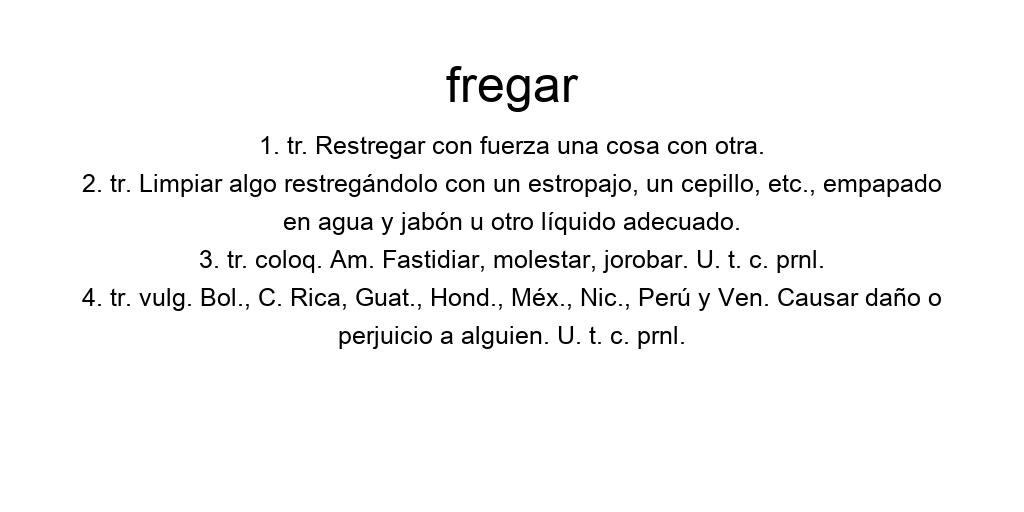 fregar
1. tr. Restregar con fuerza una cosa con otra.
2. tr. Limpiar algo restregándolo con un estropajo, un cepillo, etc., empapado
en agua y jabón u otro líquido adecuado.
3. tr. coloq. Am. Fastidiar, molestar, jorobar. U. t. c. prnl.
4. tr. vulg. Bol., C. Rica, Guat., Hond., Méx., Nic., Perú y Ven. Causar daño o
perjuicio a alguien. U. t. c. prnl.